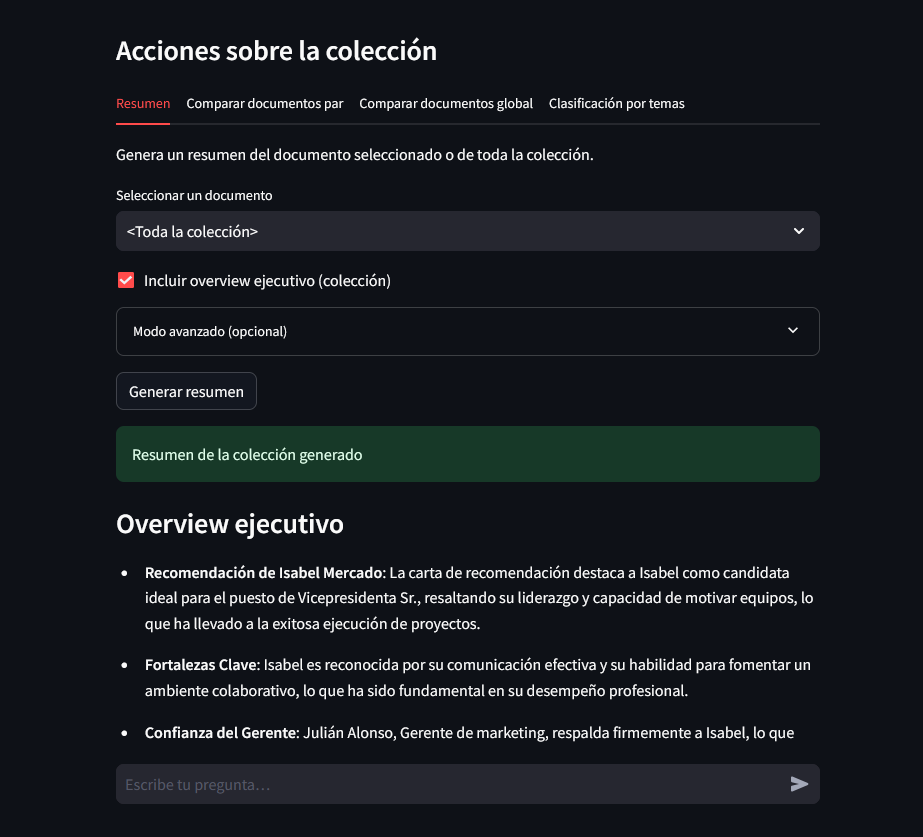 Acciones sobre la colección
Resumen Comparar documentos par Comparar documentos global Clasificación por temas
Genera un resumen del documento seleccionado o de toda la colección.
Seleccionar un documento
<Toda la colección>
Incluir overview ejecutivo (colección)
Modo avanzado (opcional)
Generar resumen
Resumen de la colección generado
Overview ejecutivo
• Recomendación de Isabel Mercado: La carta de recomendación destaca a Isabel como candidata
ideal para el puesto de Vicepresidenta Sr., resaltando su liderazgo y capacidad de motivar equipos, lo
que ha llevado a la exitosa ejecución de proyectos.
• Fortalezas Clave: Isabel es reconocida por su comunicación efectiva y su habilidad para fomentar un
ambiente colaborativo, lo que ha sido fundamental en su desempeño profesional.
• Confianza del Gerente: Julián Alonso, Gerente de marketing, respalda firmemente a Isabel, lo que
Escribe tu pregunta…